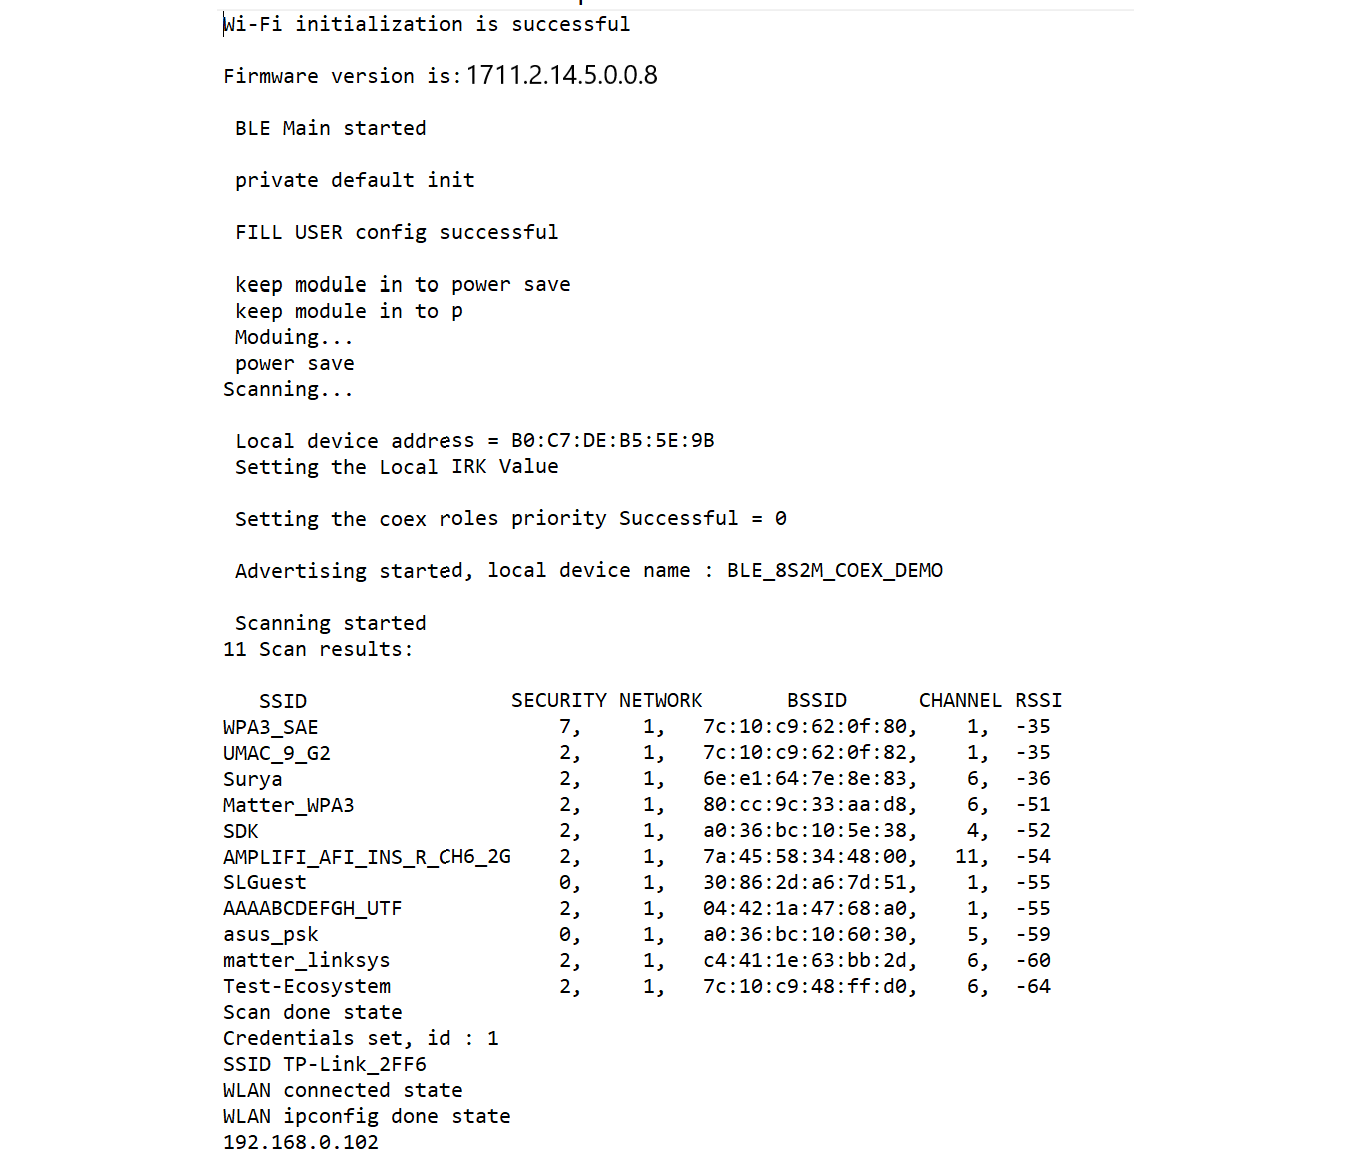 Wi-Fi initialization is successful
Firmware version is: 1711.2.14.5.0.0.8
BLE Main started
private default init
FILL USER config successful
keep module in to power save
keep module in to p
Moduing...
power save
Scanning...
Local device address = B0:C7:DE:B5:5E:9B
Setting the Local IRK Value
Setting the coex roles priority Successful = 0
Advertising started, local device name : BLE_8S2M_COEX_DEMO
Scanning started
11 Scan results:
SSID SECURITY NETWORK BSSID CHANNEL RSSI
WPA3_SAE 7, 1, 7c:10:c9:62:0f:80, 1, -35
UMAC_9_G2 2, 1, 7c:10:c9:62:0f:82, 1, -35
Surya 2, 1, 6e:e1:64:7e:8e:83, 6, -36
Matter_WPA3 2, 1, 80:cc:9c:33:aa:d8, 6, -51
SDK 2, 1, a0:36:bc:10:5e:38, 4, -52
AMPLIFI_AFI_INS_R_CH6_2G 2, 1, 7a:45:58:34:48:00, 11, -54
SLGuest 0, 1, 30:86:2d:a6:7d:51, 1, -55
AAAABCDEFGH_UTF 2, 1, 04:42:1a:47:68:a0, 1, -55
asus_psk 0, 1, a0:36:bc:10:60:30, 5, -59
matter_linksys 2, 1, c4:41:1e:63:bb:2d, 6, -60
Test-Ecosystem 2, 1, 7c:10:c9:48:ff:d0, 6, -64
Scan done state
Credentials set, id : 1
SSID TP-Link_2FF6
WLAN connected state
WLAN ipconfig done state
192.168.0.102